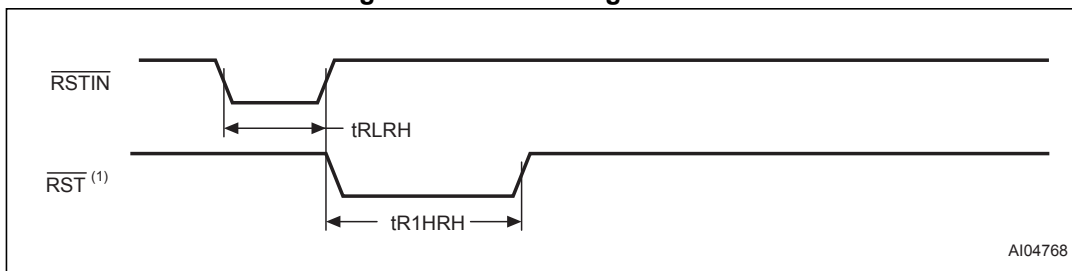 RSTIN
tRLRH
RST (1)
tR1HRH
AI04768